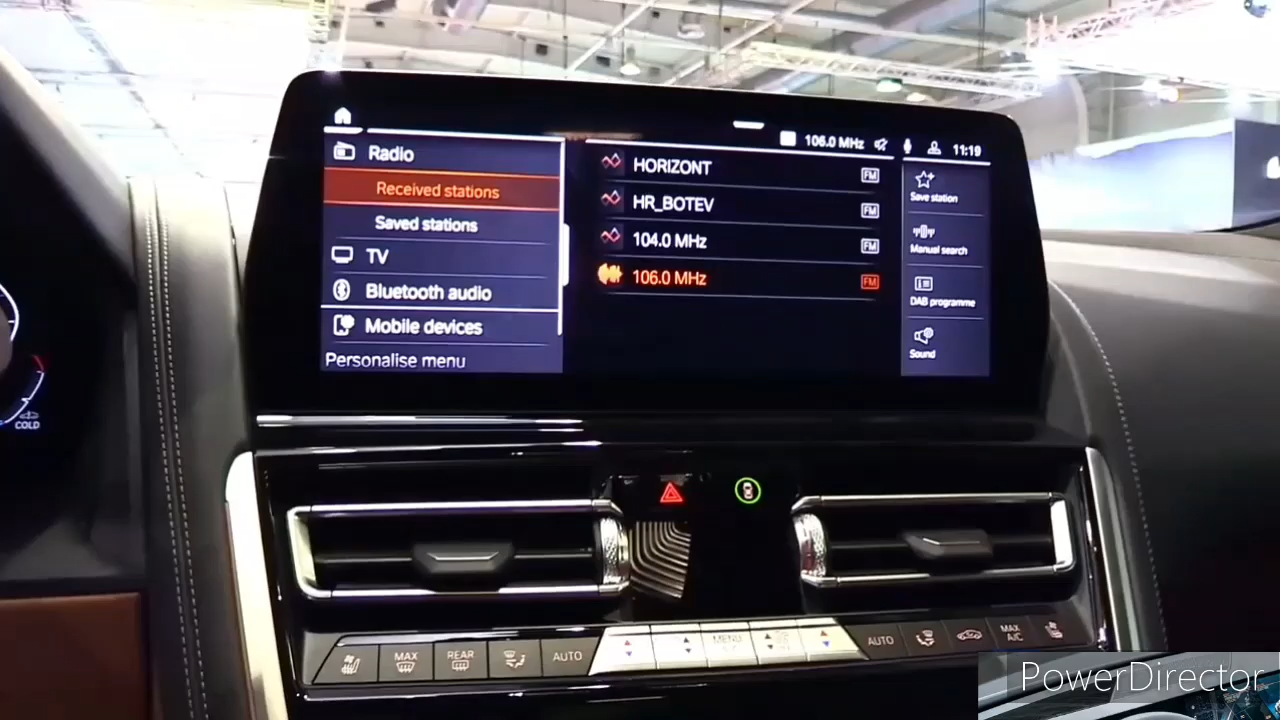 106.0 MHz
11:19
Radio
Received stations
Saved stations
TV
Bluetooth audio
Mobile devices
Personalise menu
HORIZONT
FM
HR_BOTEV
FM
104.0 MHz
FM
106.0 MHz
FM
Save station
Manual search
DAB programme
Sound
COLD
MAX
REAR
AUTO
MENU
AUTO
MAX
A/C
PowerDirector